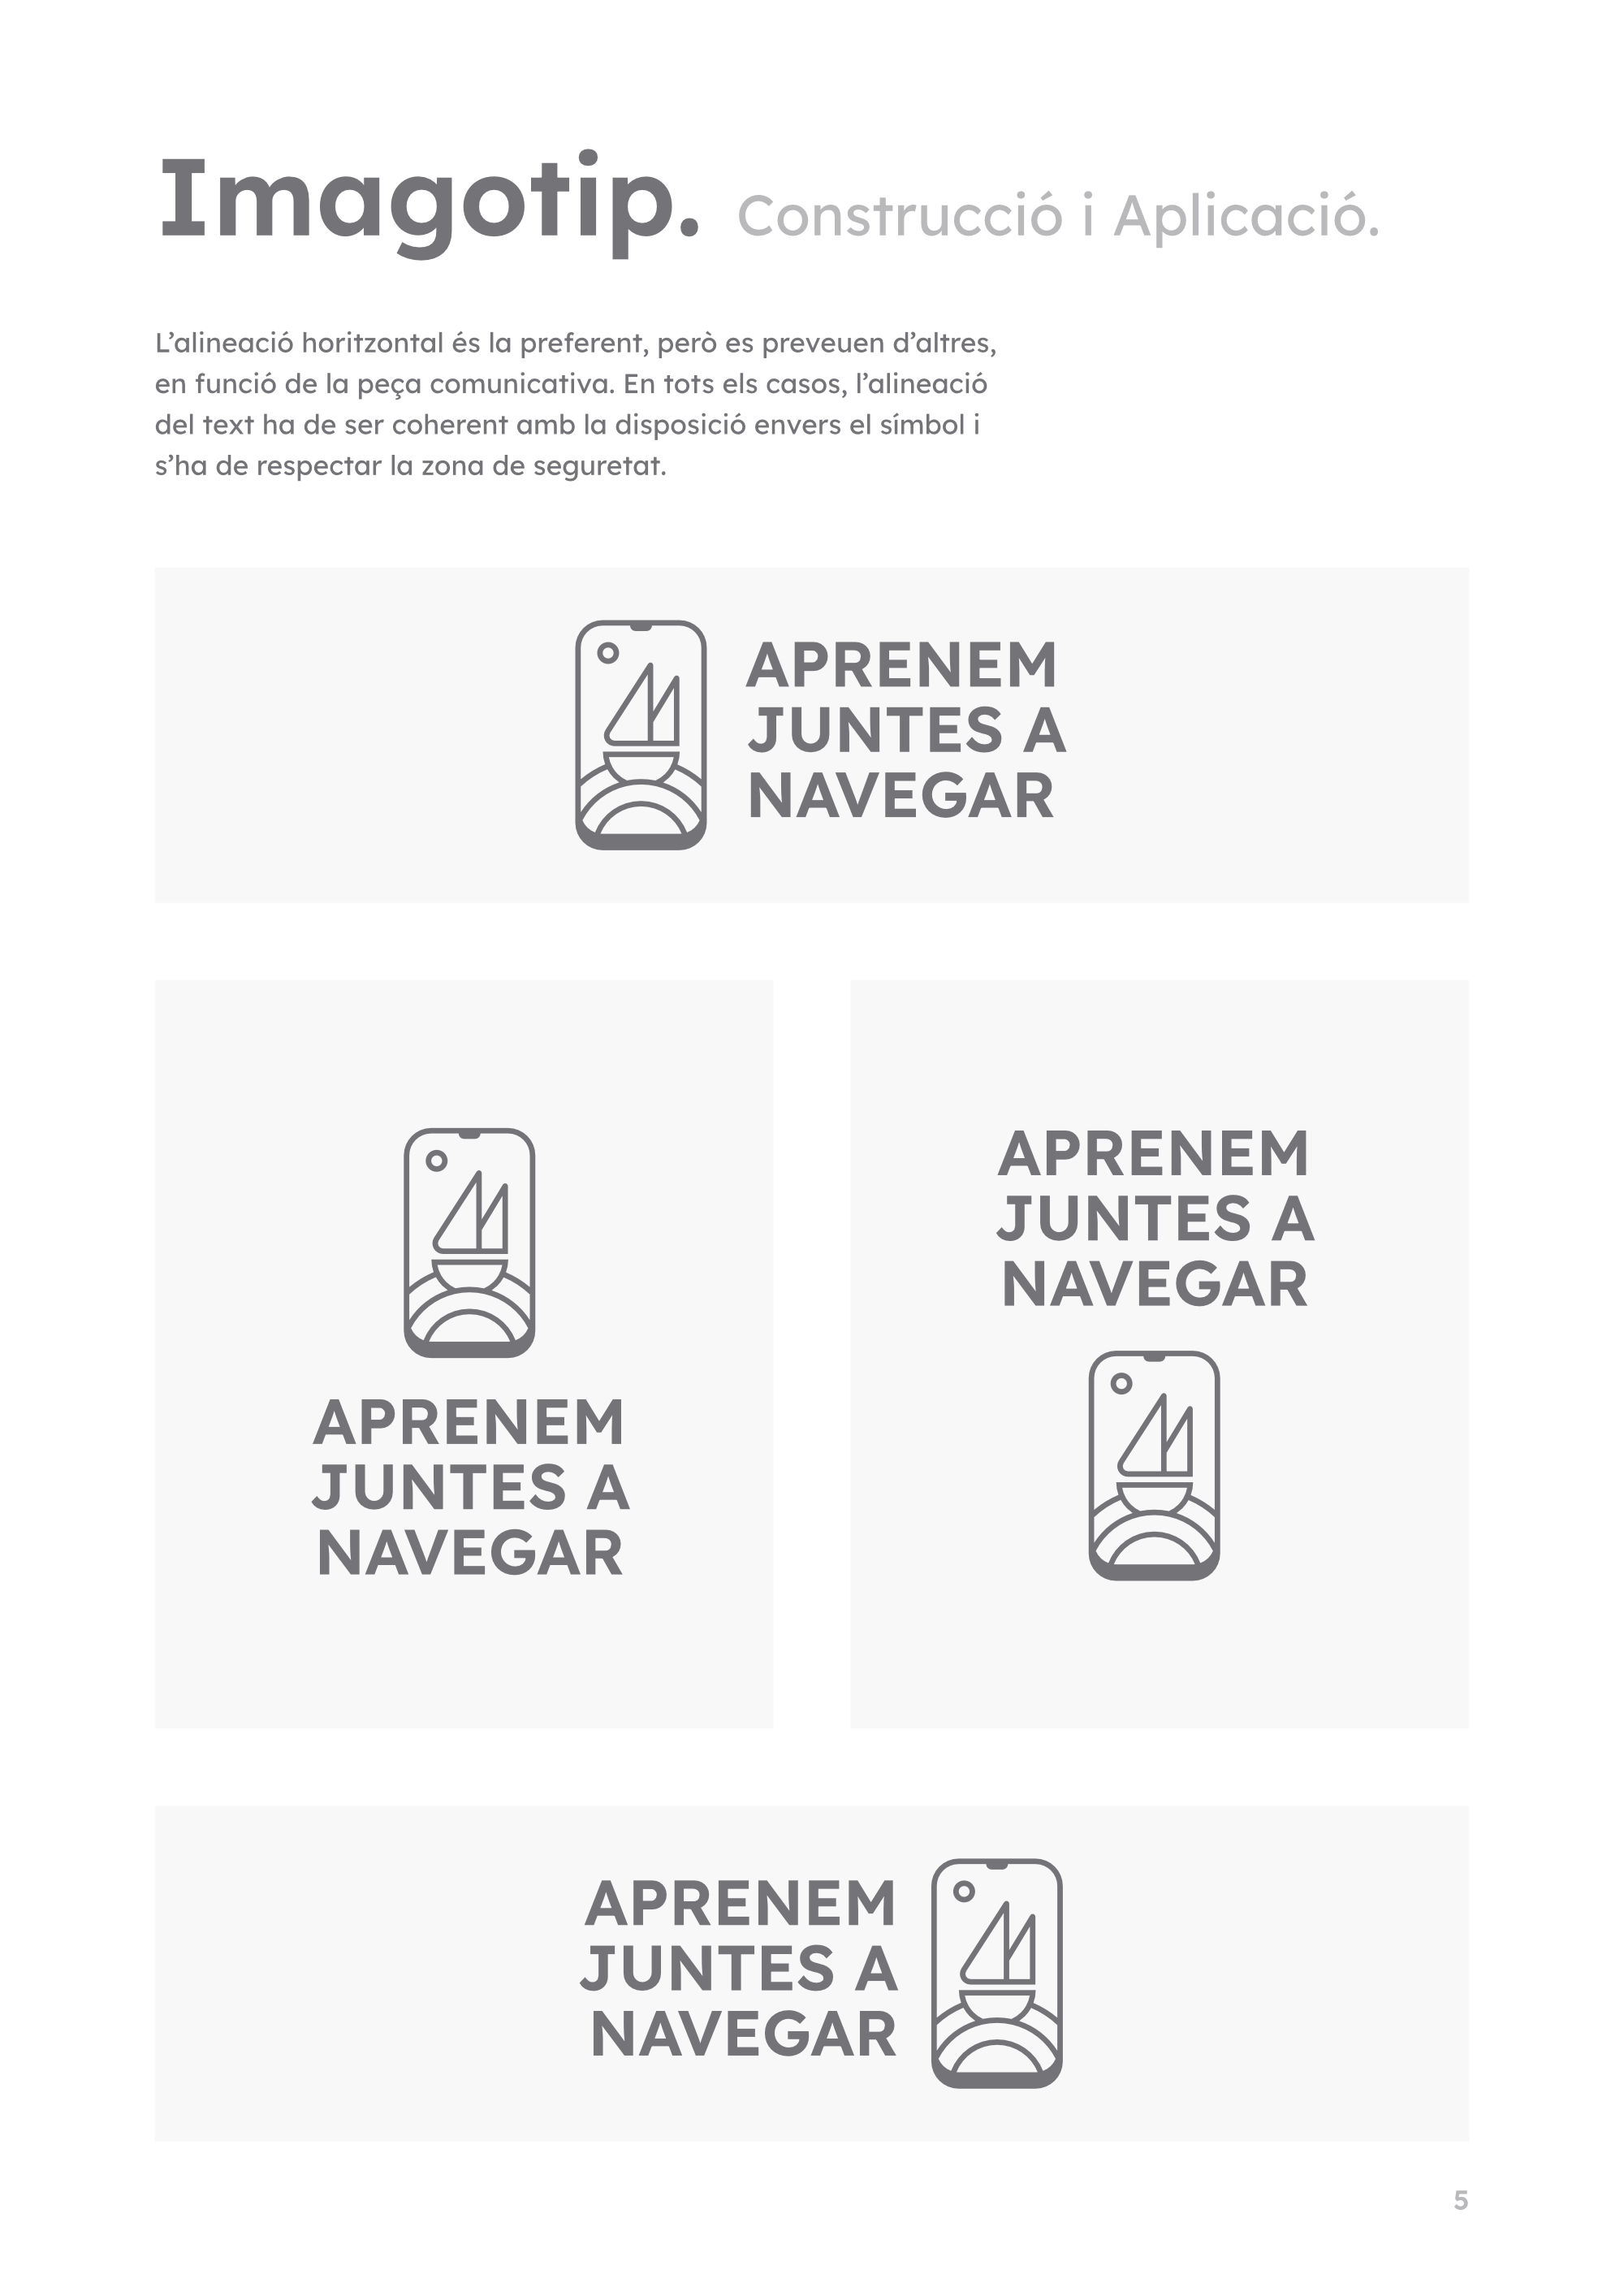 Imagotip. Construcció i Aplicació.
L’alineació horitzontal és la preferent, però es preveuen d’altres,
en funció de la peça comunicativa. En tots els casos, l’alineació
del text ha de ser coherent amb la disposició envers el símbol i
s’ha de respectar la zona de seguretat.
APRENEM
JUNTES A
NAVEGAR
APRENEM
JUNTES A
NAVEGAR
APRENEM
JUNTES A
NAVEGAR
APRENEM
JUNTES A
NAVEGAR
5